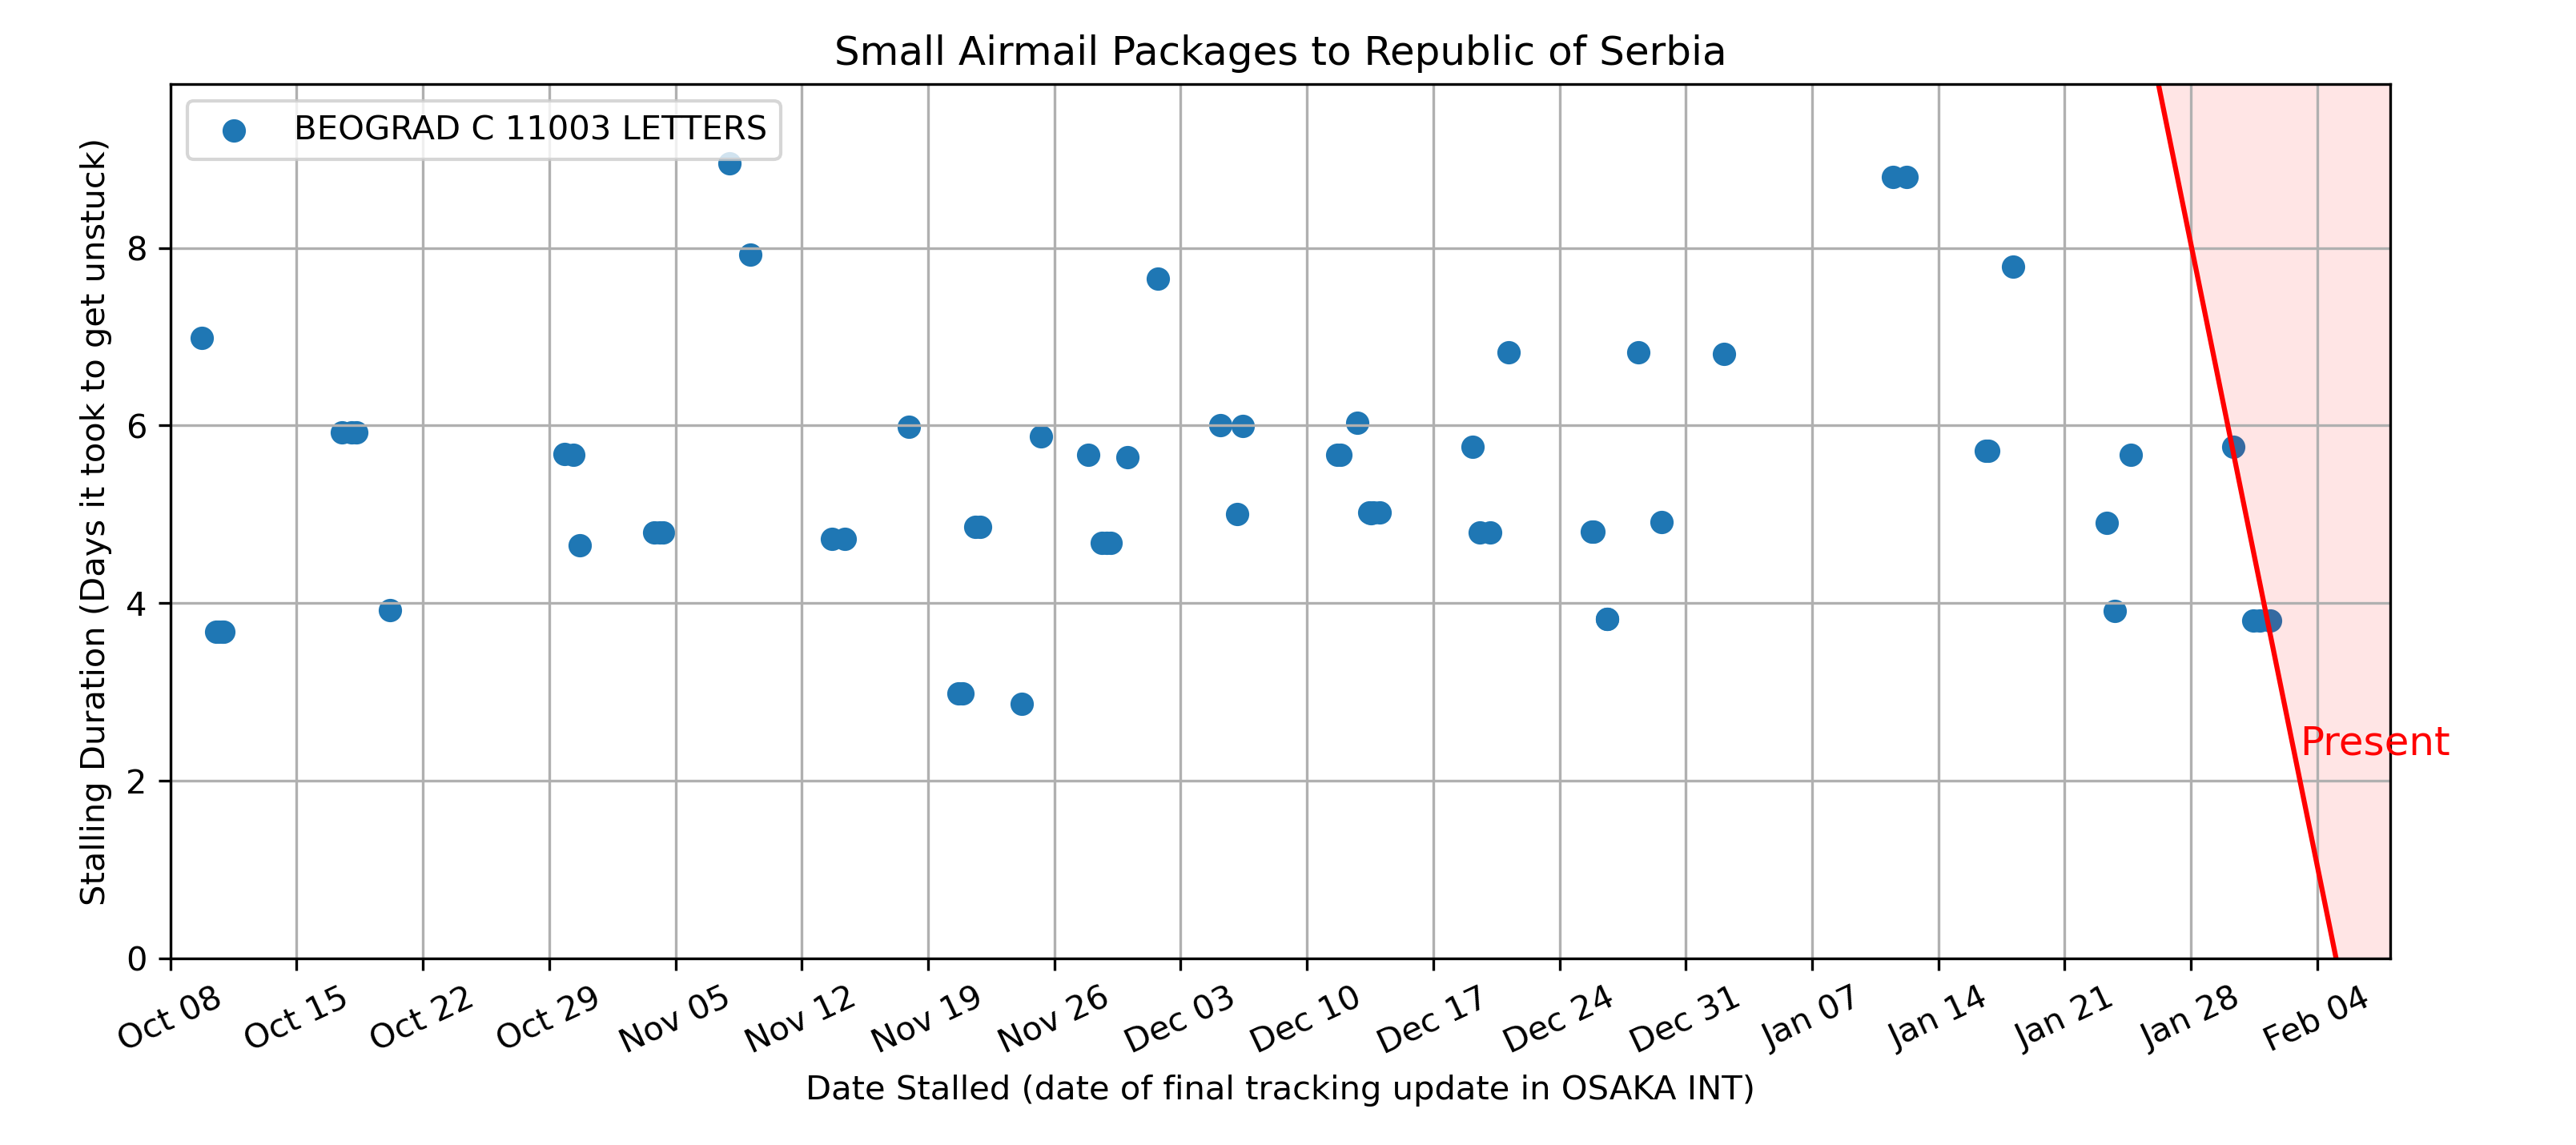 Small Airmail Packages to Republic of Serbia
BEOGRAD C 11003 LETTERS
Stalling Duration (Days it took to get unstuck)
8
6
4
2
0
Present
Oct 08
Oct 15
Oct 22
Oct 29
Nov 05
Nov 12
Nov 19
Nov 26
Dec 03
Dec 10
Dec 17
Dec 24
Dec 31
Jan 07
Jan 14
Jan 21
Jan 28
Feb 04
Date Stalled (date of final tracking update in OSAKA INT)